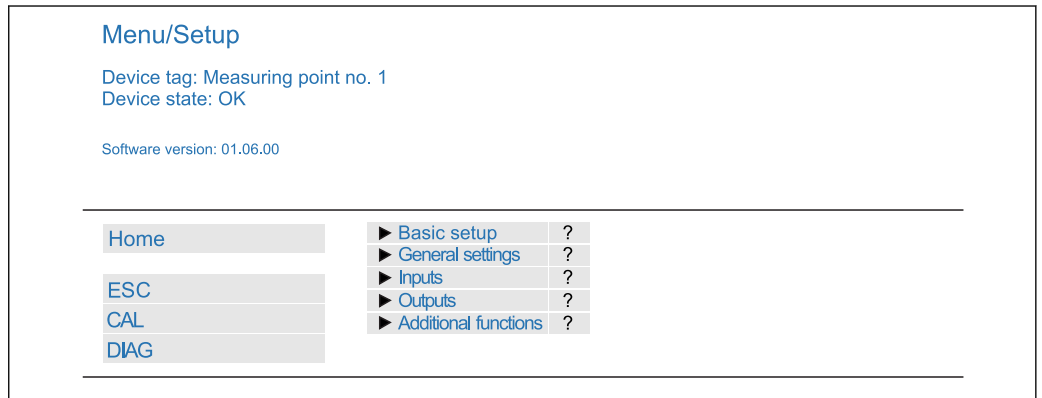 Menu/Setup
Device tag: Measuring point no. 1
Device state: OK
Software version: 01.06.00
Home
ESC
CAL
DIAG
► Basic setup ?
► General settings ?
► Inputs ?
► Outputs ?
► Additional functions ?